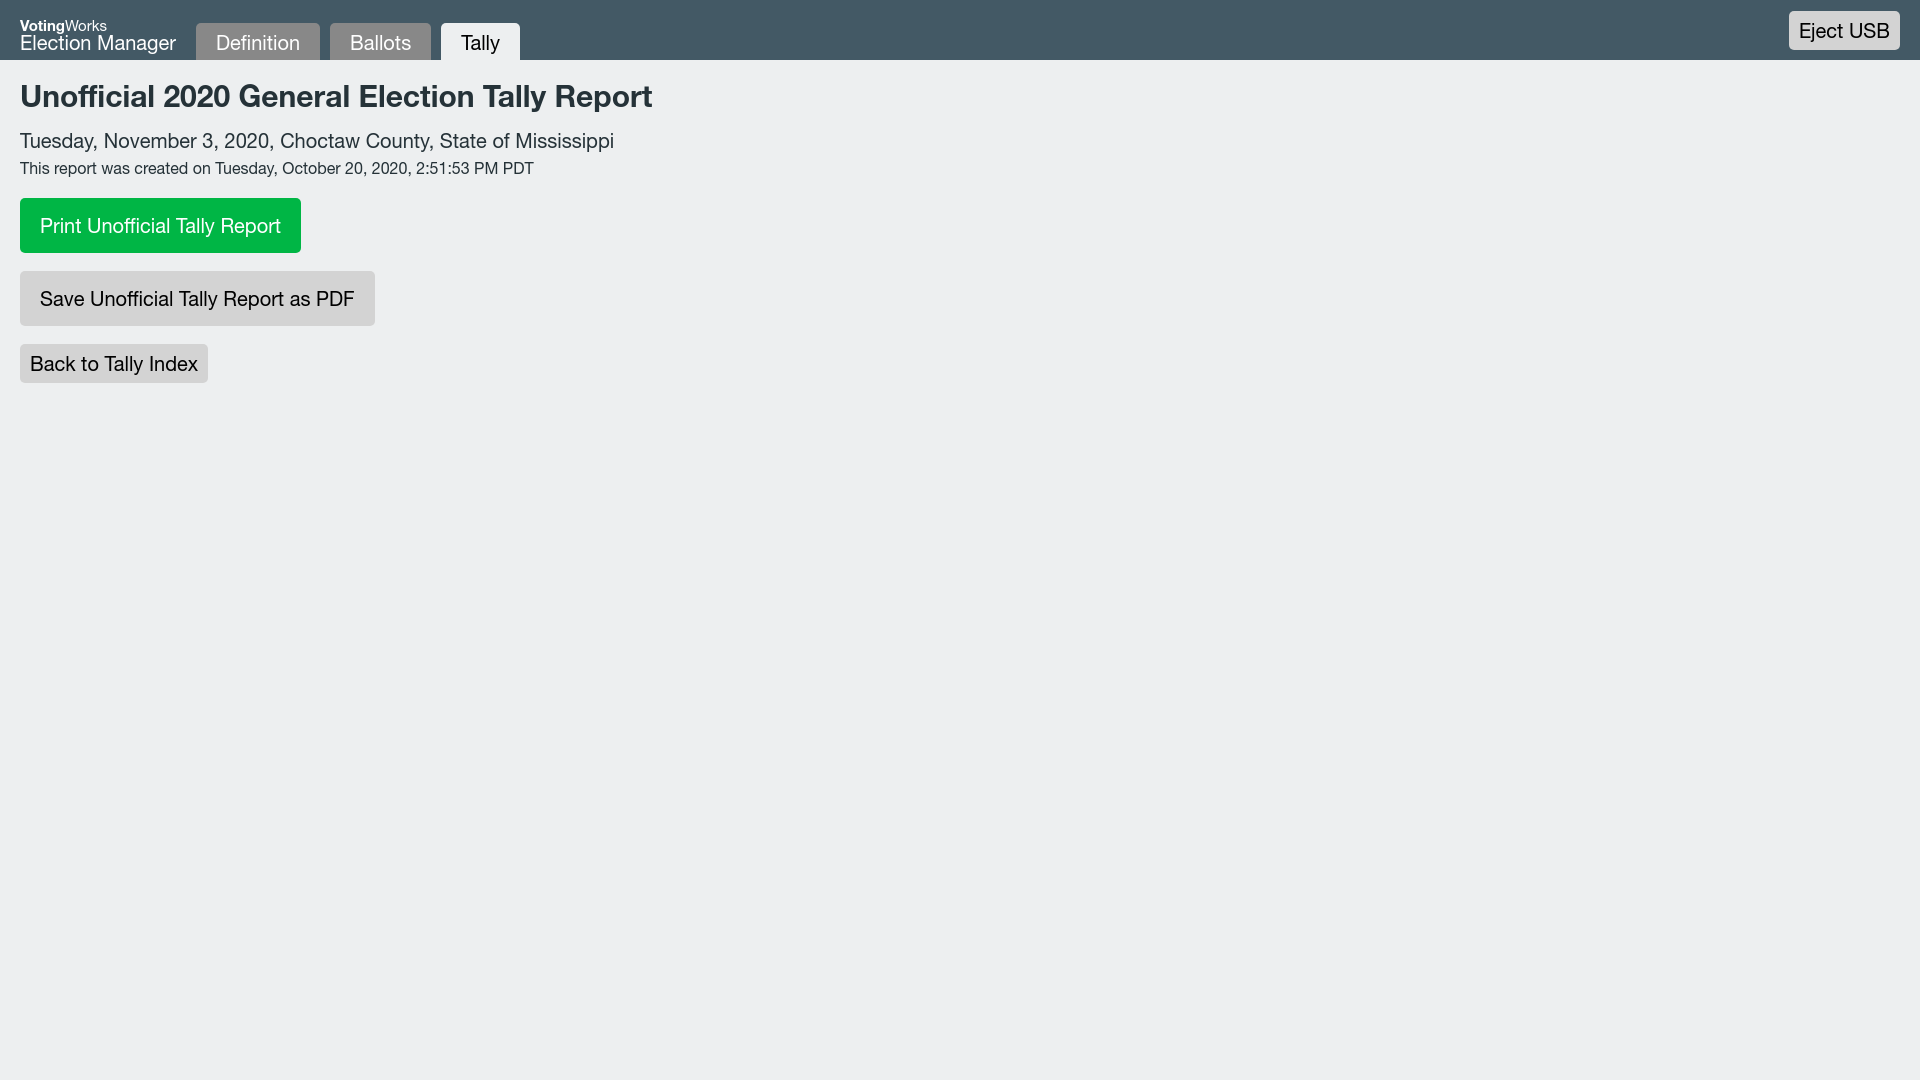 VotingWorks
Election Manager
Definition
Ballots
Tally
Eject USB
Unofficial 2020 General Election Tally Report
Tuesday, November 3, 2020, Choctaw County, State of Mississippi
This report was created on Tuesday, October 20, 2020, 2:51:53 PM PDT
Print Unofficial Tally Report
Save Unofficial Tally Report as PDF
Back to Tally Index